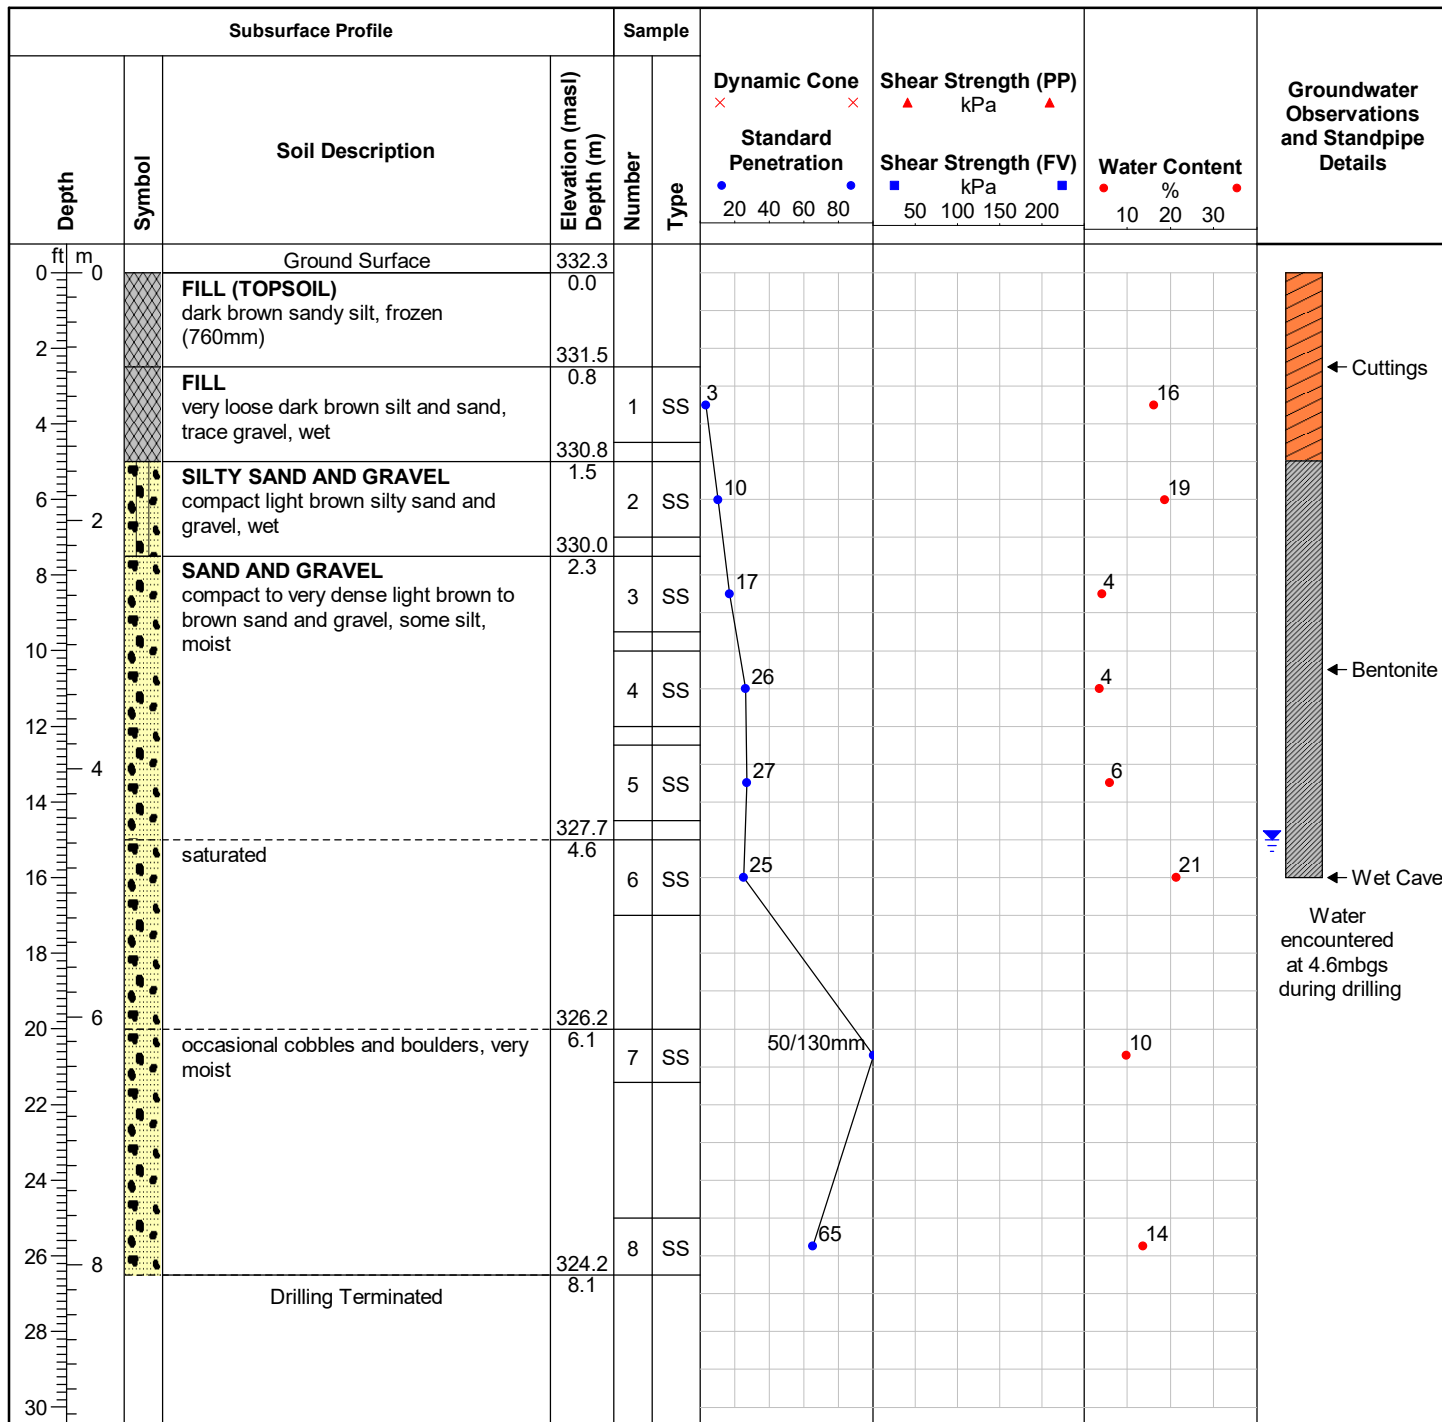 Subsurface Profile
Sample
Depth
Symbol
Soil Description
Elevation (masl)
Depth (m)
Number
Type
Dynamic Cone
Standard
Penetration
20 40 60 80
Shear Strength (PP)
kPa
Shear Strength (FV)
kPa
50 100 150 200
Water Content
%
10 20 30
Groundwater
Observations
and Standpipe
Details
ft m
Ground Surface
332.3
0 0
FILL (TOPSOIL)
dark brown sandy silt, frozen
(760mm)
0.0
2
331.5
FILL
very loose dark brown silt and sand,
trace gravel, wet
0.8
1 SS
3
16
Cuttings
4
330.8
SILTY SAND AND GRAVEL
compact light brown silty sand and
gravel, wet
1.5
6
2
2 SS
10
19
330.0
SAND AND GRAVEL
compact to very dense light brown to
brown sand and gravel, some silt,
moist
2.3
8
3 SS
17
4
10
4 SS
26
4
Bentonite
12
4
5 SS
27
6
14
327.7
saturated
4.6
16
6 SS
25
21
Wet Cave
Water
encountered
at 4.6mbgs
during drilling
18
6
326.2
20
occasional cobbles and boulders, very
moist
6.1
7 SS
50/130mm
10
22
24
8 SS
65
14
26
8
324.2
Drilling Terminated
8.1
28
30